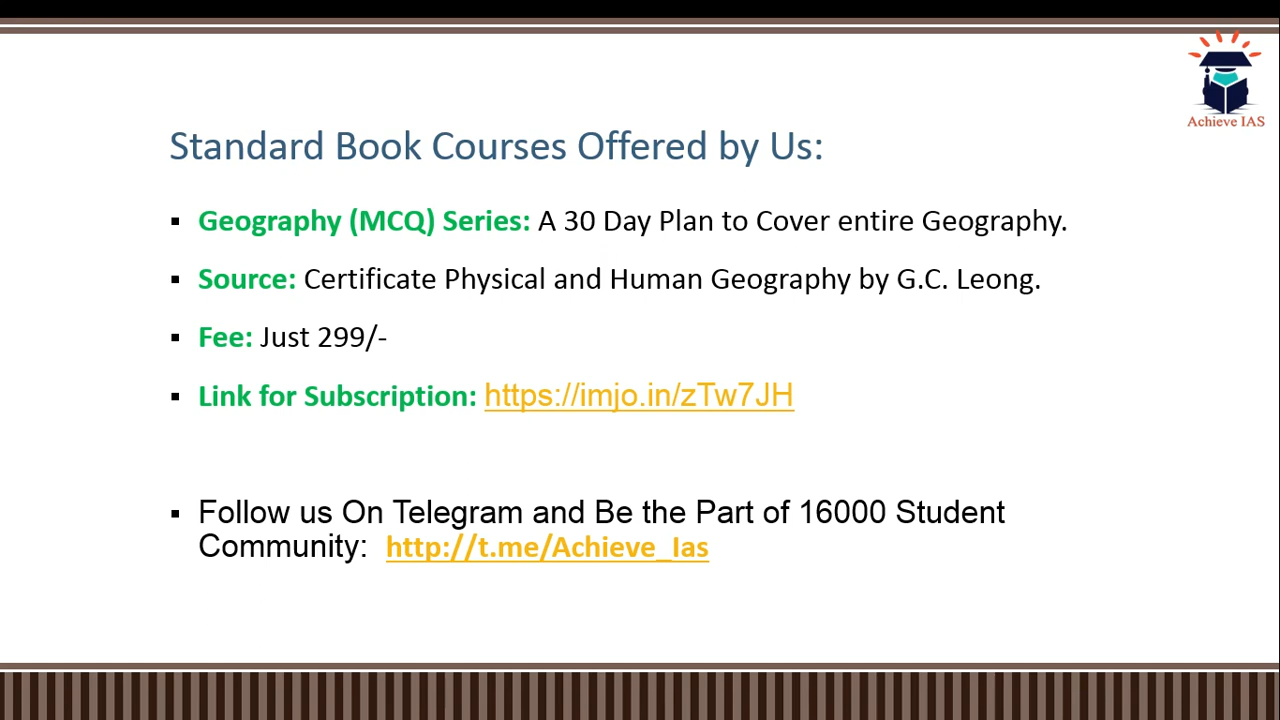 Achieve IAS
Standard Book Courses Offered by Us:
▪ Geography (MCQ) Series: A 30 Day Plan to Cover entire Geography.
▪ Source: Certificate Physical and Human Geography by G.C. Leong.
▪ Fee: Just 299/-
▪ Link for Subscription: https://imjo.in/zTw7JH
▪ Follow us On Telegram and Be the Part of 16000 Student
Community: http://t.me/Achieve_Ias